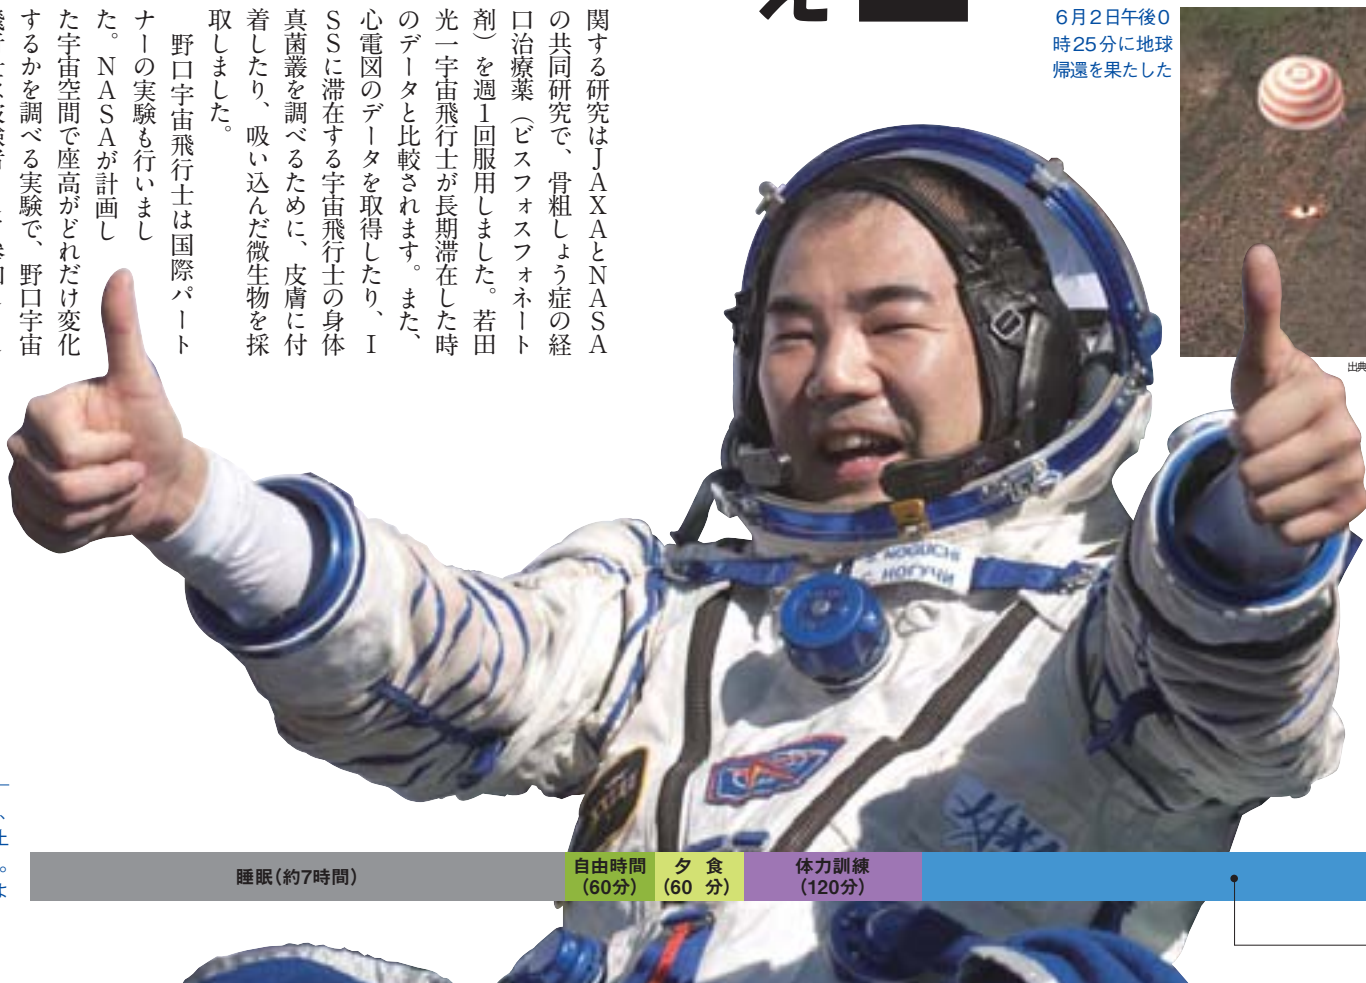 6月2日午後0
時25分に地球
帰還を果たした
出典
関する研究はＪＡＸＡとＮＡＳＡ
の共同研究で、骨粗しょう症の経
口治療薬（ビスフォスフォネート
剤）を週１回服用しました。若田
光一宇宙飛行士が長期滞在した時
のデータと比較されます。また、
心電図のデータを取得したり、Ｉ
ＳＳに滞在する宇宙飛行士の身体
真菌叢を調べるために、皮膚に付
着したり、吸い込んだ微生物を採
取しました。
野口宇宙飛行士は国際パート
ナーの実験も行いまし
た。ＮＡＳＡが計画し
た宇宙空間で座高がどれだけ変化
するかを調べる実験で、野口宇宙
NOGUCHI
НОГУЧИ
睡眠（約7時間）
自由時間
（60分）
夕 食
（60 分）
体力訓練
（120分）